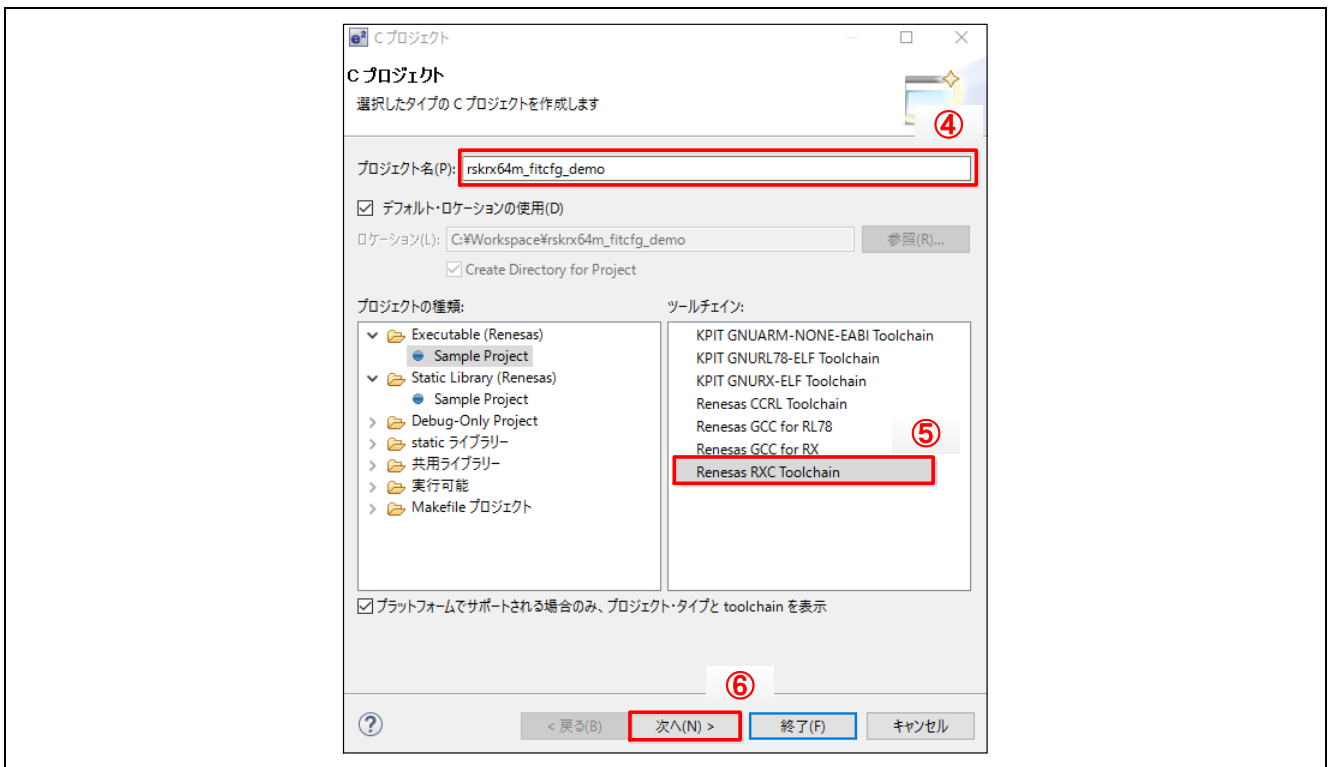 e² C プロジェクト
C プロジェクト
選択したタイプの C プロジェクトを作成します
④
プロジェクト名(P): rskrx64m_fitcfg_demo
デフォルト・ロケーションの使用(D)
ロケーション(L): C:¥Workspace¥rskrx64m_fitcfg_demo 参照(R)...
Create Directory for Project
プロジェクトの種類:
Executable (Renesas)
Sample Project
Static Library (Renesas)
Sample Project
Debug-Only Project
static ライブラリー
共用ライブラリー
実行可能
Makefile プロジェクト
ツールチェイン:
KPIT GNUARM-NONE-EABI Toolchain
KPIT GNURL78-ELF Toolchain
KPIT GNURX-ELF Toolchain
Renesas CCRL Toolchain
Renesas GCC for RL78
⑤
Renesas GCC for RX
Renesas RXC Toolchain
プラットフォームでサポートされる場合のみ、プロジェクト・タイプと toolchain を表示
⑥
? < 戻る(B) 次へ(N) > 終了(F) キャンセル